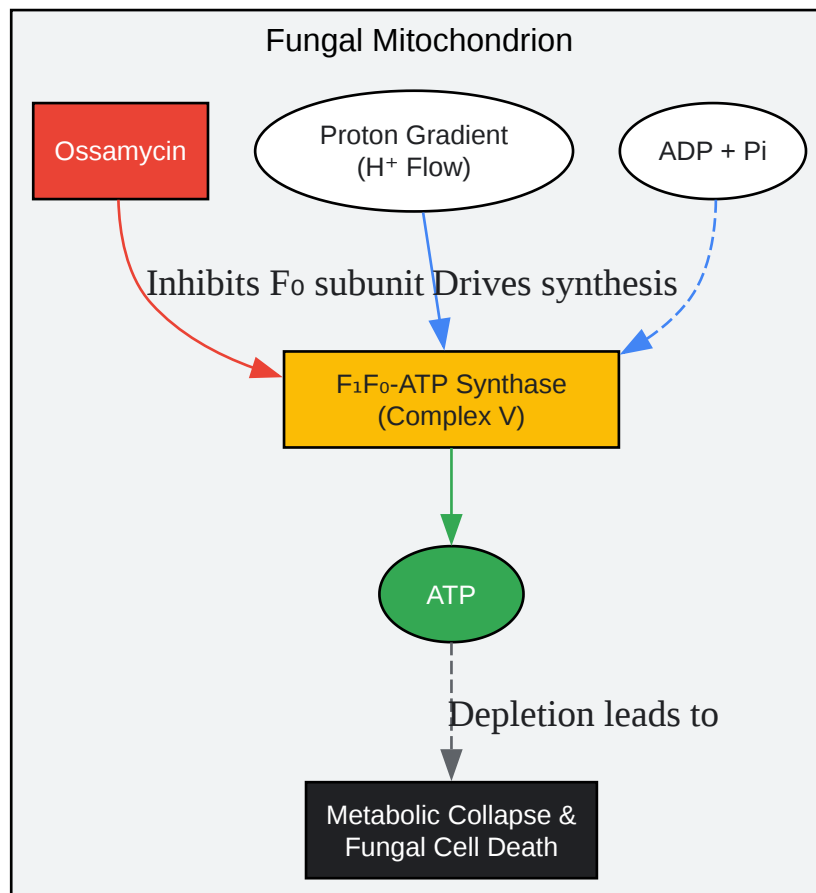 Fungal Mitochondrion
Ossamycin
Proton Gradient
(H⁺ Flow)
ADP + Pi
Inhibits F₀ subunit
Drives synthesis
F₁F₀-ATP Synthase
(Complex V)
ATP
Depletion leads to
Metabolic Collapse &
Fungal Cell Death